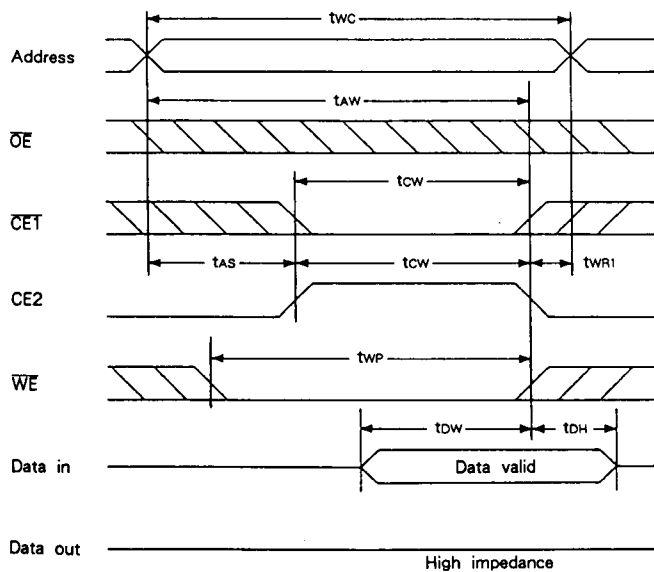 tWC
Address
tAW
OE
tCW
CE1
tAS
tCW
tWR1
CE2
tWP
WE
tDW
tDH
Data in
Data valid
Data out
High impedance